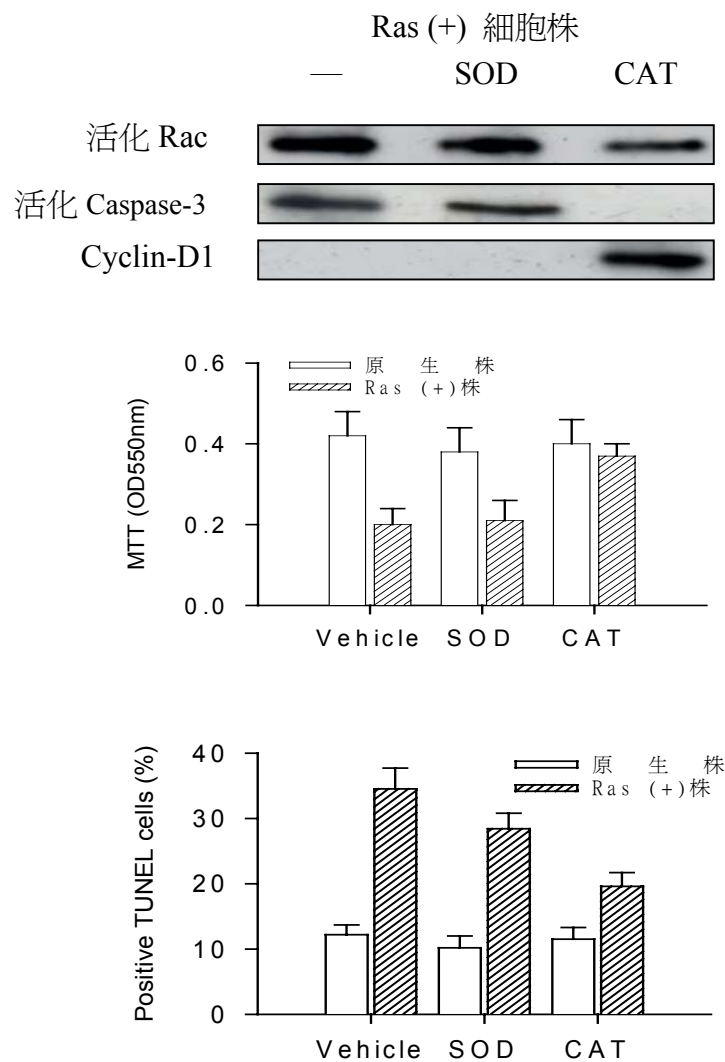 Ras (+) 細胞株
— SOD CAT
活化 Rac
活化 Caspase-3
Cyclin-D1
MTT (OD550nm)
0.6
0.4
0.2
0.0
原 生 株
Ras (+)株
Vehicle SOD CAT
Positive TUNEL cells (%)
40
30
20
10
0
原 生 株
Ras (+)株
Vehicle SOD CAT